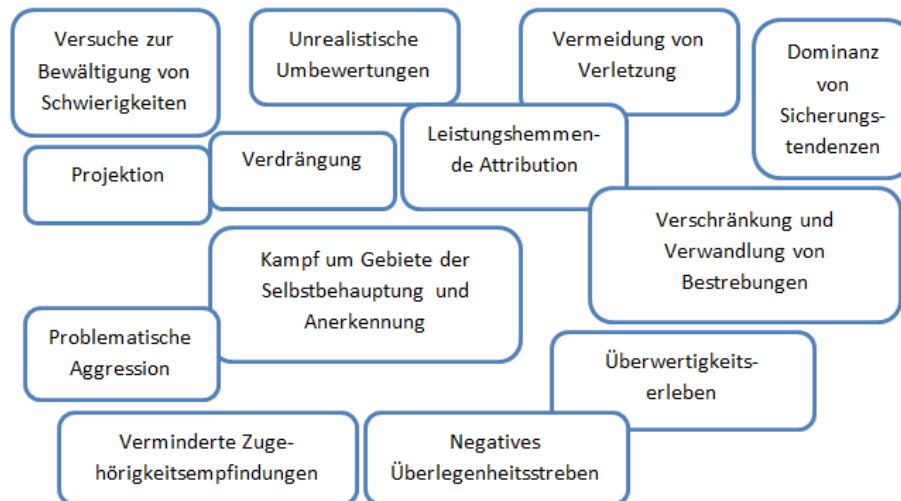 Versuche zur
Bewältigung von
Schwierigkeiten
Unrealistische
Umbewertungen
Vermeidung von
Verletzung
Dominanz
von
Sicherungs-
tendenzen
Projektion
Verdrängung
Leistungshemmen-
de Attribution
Verschränkung und
Verwandlung von
Bestrebungen
Kampf um Gebiete der
Selbstbehauptung und
Anerkennung
Problematische
Aggression
Überwertigkeits-
erleben
Verminderte Zuge-
hörigkeitsempfindungen
Negatives
Überlegenheitsstreben